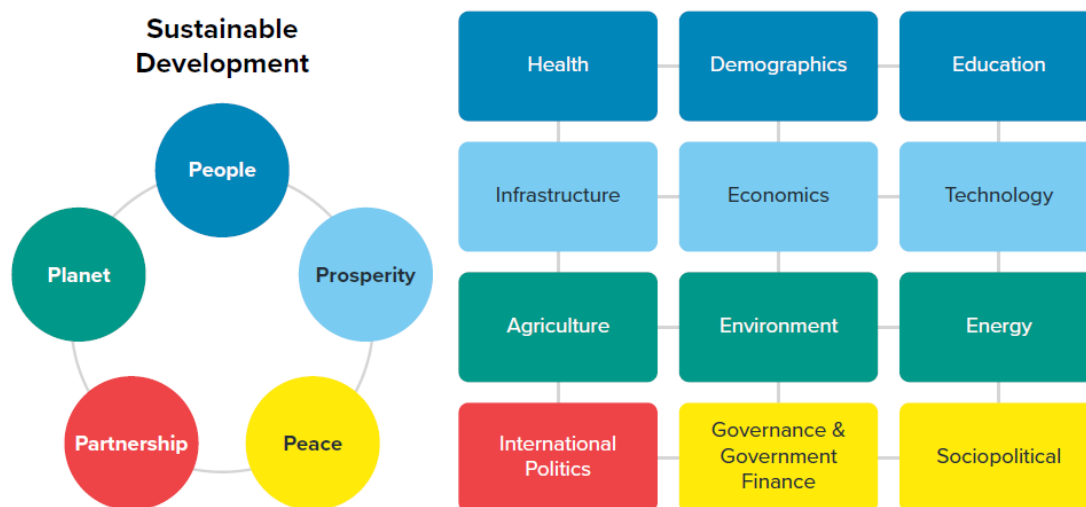 Sustainable
Development
People
Planet
Prosperity
Partnership
Peace
Health
Demographics
Education
Infrastructure
Economics
Technology
Agriculture
Environment
Energy
International
Politics
Governance &
Government
Finance
Sociopolitical